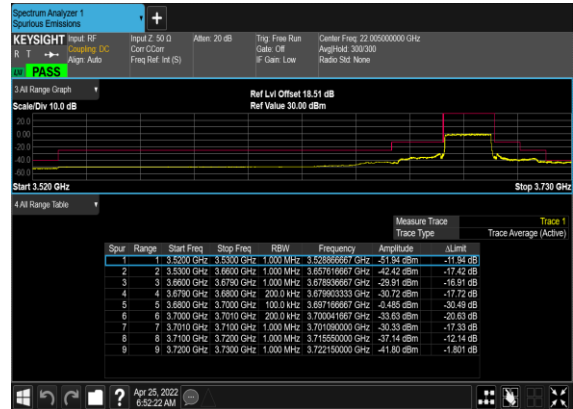 Spectrum Analyzer 1
Spurious Emissions
+
KEYSIGHT Input: RF Input Z: 50 Ω Atten: 20 dB Trig: Free Run Center Freq: 22.005000000 GHz
R T Coupling: DC Corr CCorr Gate: Off Avg|Hold: 300/300
Align: Auto Freq Ref: Int (S) IF Gain: Low Radio Std: None
PASS
3 All Range Graph
Ref Lvl Offset 18.51 dB
Scale/Div 10.0 dB Ref Value 30.00 dBm
20.0
0.00
-20.0
-40.0
-60.0
Start 3.520 GHz Stop 3.730 GHz
4 All Range Table
Measure Trace Trace 1
Trace Type Trace Average (Active)
Spur Range Start Freq Stop Freq RBW Frequency Amplitude ΔLimit
1 1 3.5200 GHz 3.5300 GHz 1.000 MHz 3.528866667 GHz -51.94 dBm -11.94 dB
2 2 3.5300 GHz 3.6600 GHz 1.000 MHz 3.657616667 GHz -42.42 dBm -17.42 dB
3 3 3.6600 GHz 3.6790 GHz 1.000 MHz 3.678936667 GHz -29.91 dBm -16.91 dB
4 4 3.6790 GHz 3.6800 GHz 200.0 kHz 3.679903333 GHz -30.72 dBm -17.72 dB
5 5 3.6800 GHz 3.7000 GHz 100.0 kHz 3.697166667 GHz -0.485 dBm -30.49 dB
6 6 3.7000 GHz 3.7010 GHz 200.0 kHz 3.700041667 GHz -33.63 dBm -20.63 dB
7 7 3.7010 GHz 3.7100 GHz 1.000 MHz 3.701090000 GHz -30.33 dBm -17.33 dB
8 8 3.7100 GHz 3.7200 GHz 1.000 MHz 3.715550000 GHz -37.14 dBm -12.14 dB
9 9 3.7200 GHz 3.7300 GHz 1.000 MHz 3.722150000 GHz -41.80 dBm -1.801 dB
? Apr 25, 2022
6:52:22 AM